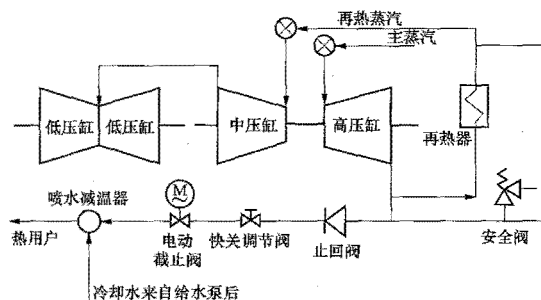 再热蒸汽
主蒸汽
低压缸
低压缸
中压缸
高压缸
再热器
喷水减温器
M
~
热用户
电动
截止阀
快关调节阀
止回阀
安全阀
冷却水来自给水泵后